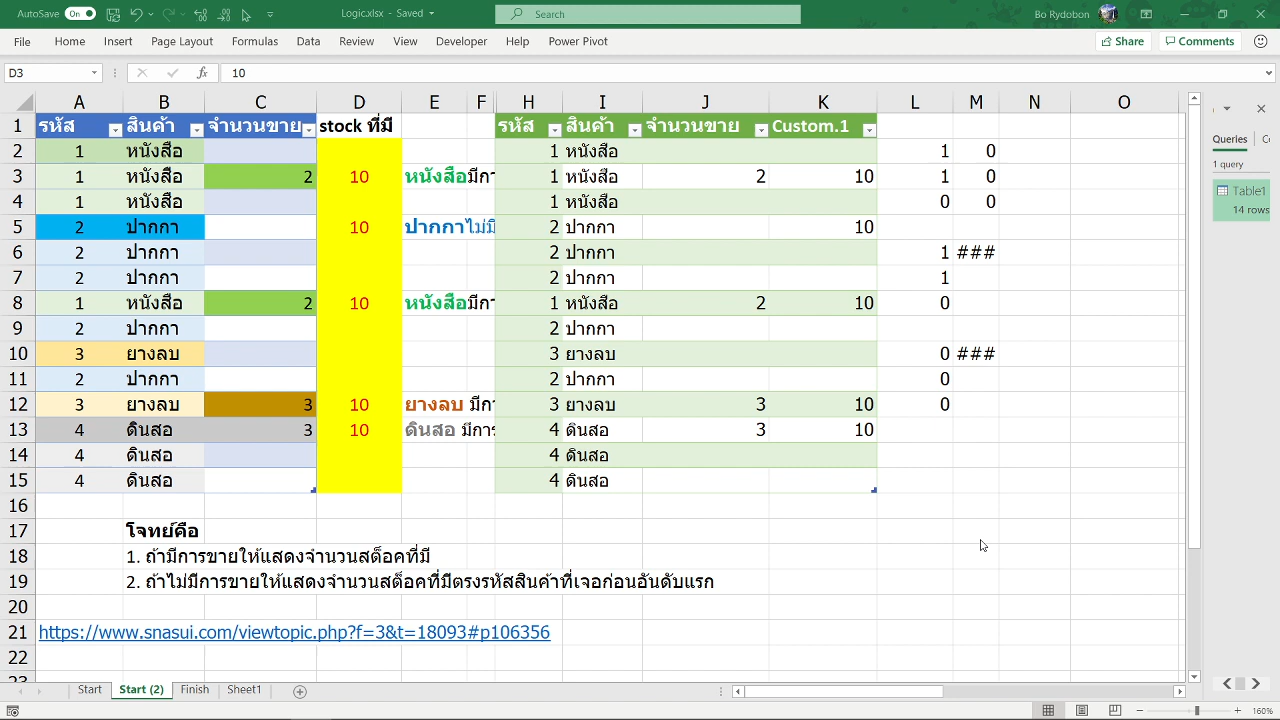 AutoSave On Logic.xlsx - Saved Search Bo Rydobon
File Home Insert Page Layout Formulas Data Review View Developer Help Power Pivot Share Comments
D3 fx 10
A B C D E F H I J K L M N O
1 รหัส สินค้า จำนวนขาย stock ที่มี รหัส สินค้า จำนวนขาย Custom.1
2 1 หนังสือ 1 หนังสือ 1 0
3 1 หนังสือ 2 10 หนังสือมีกา 1 หนังสือ 2 10 1 0
4 1 หนังสือ 1 หนังสือ 0 0
5 2 ปากกา 10 ปากกาไม่มี 2 ปากกา 10
6 2 ปากกา 2 ปากกา 1 ###
7 2 ปากกา 2 ปากกา 1
8 1 หนังสือ 2 10 หนังสือมีกา 1 หนังสือ 2 10 0
9 2 ปากกา 2 ปากกา
10 3 ยางลบ 3 ยางลบ 0 ###
11 2 ปากกา 2 ปากกา 0
12 3 ยางลบ 3 10 ยางลบ มีกา 3 ยางลบ 3 10 0
13 4 ดินสอ 3 10 ดินสอ มีการ 4 ดินสอ 3 10
14 4 ดินสอ 4 ดินสอ
15 4 ดินสอ 4 ดินสอ
16
17 โจทย์คือ
18 1. ถ้ามีการขายให้แสดงจำนวนสต็อคที่มี
19 2. ถ้าไม่มีการขายให้แสดงจำนวนสต็อคที่มีตรงรหัสสินค้าที่เจอก่อนอันดับแรก
20
21 https://www.snasui.com/viewtopic.php?f=3&t=18093#p106356
22
23
Queries
1 query
Table1
14 rows
Start Start (2) Finish Sheet1
160%